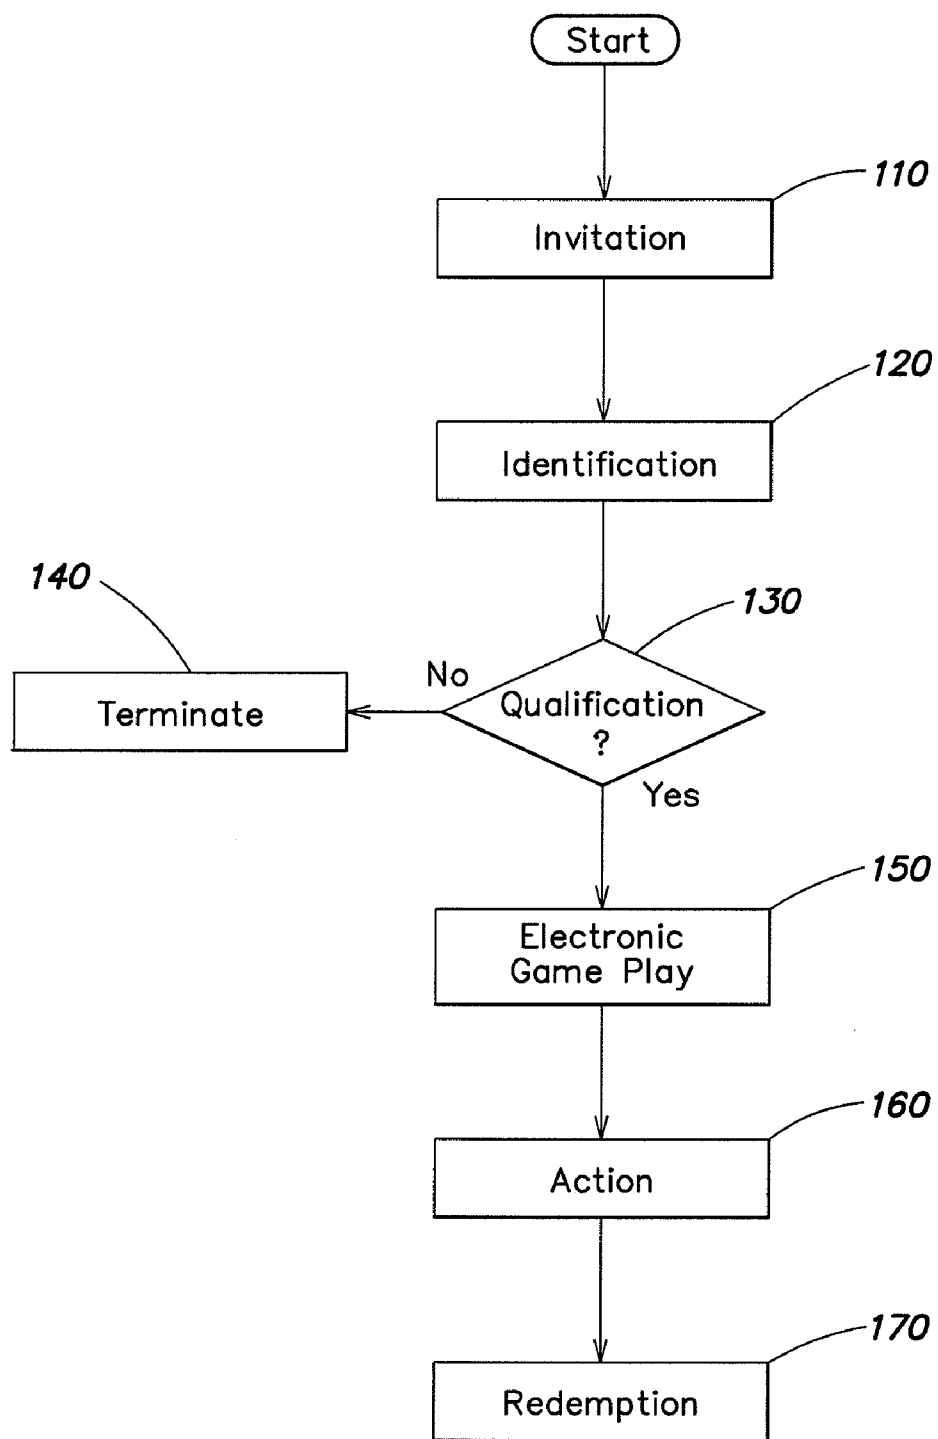 Start
110
Invitation
120
Identification
140
130
No
Terminate
Qualification
?
Yes
150
Electronic
Game Play
160
Action
170
Redemption